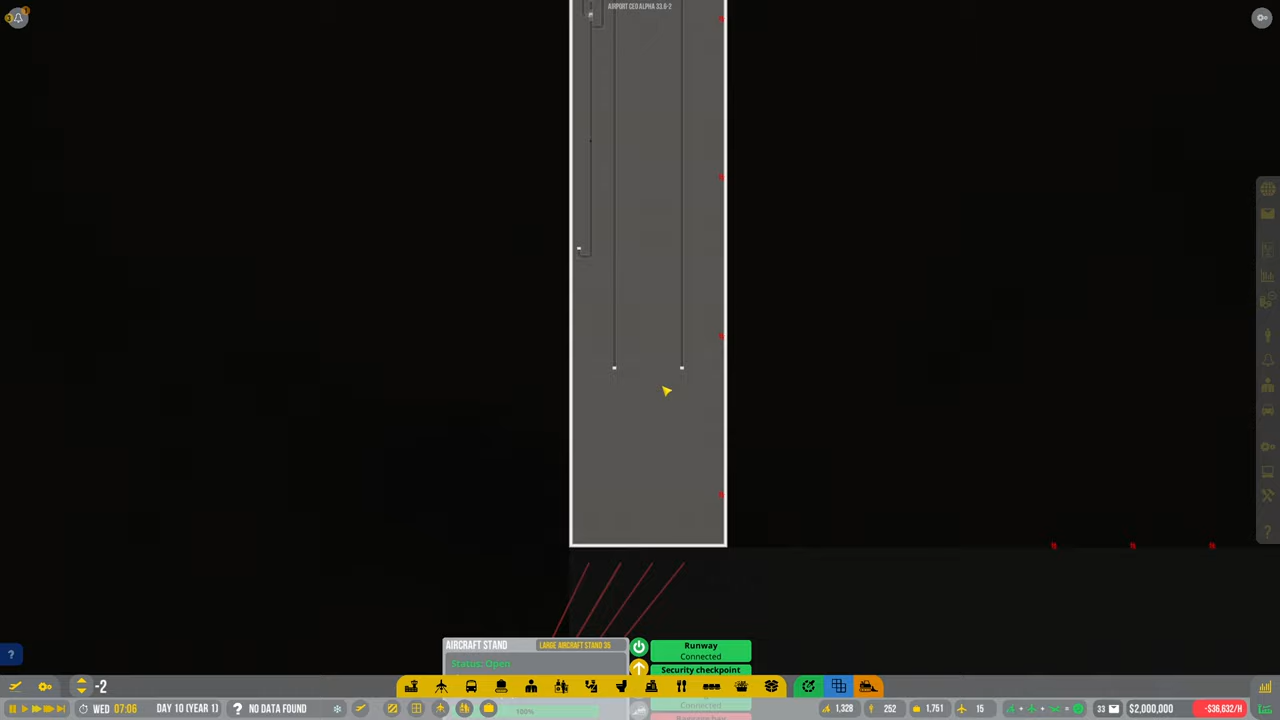 AIRPORT CEO ALPHA 33.6-2
AIRCRAFT STAND
LARGE AIRCRAFT STAND 35
Status: Open
Runway
Connected
Security checkpoint
Connected
100%
-2
WED 07:06
DAY 10 (YEAR 1)
? NO DATA FOUND
1,328
252
1,751
15
33
$2,000,000
-$36,632/H
?
?